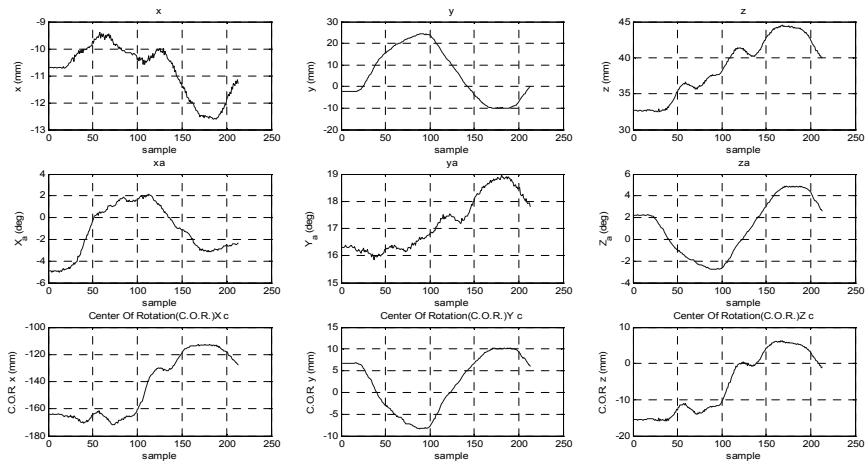 x
-9
-10
-11
-12
-13
x (mm)
0 50 100 150 200 250
sample
y
30
20
10
0
-10
-20
y (mm)
0 50 100 150 200 250
sample
z
45
40
35
30
z (mm)
0 50 100 150 200 250
sample
xa
4
2
0
-2
-4
-6
Xa (deg)
0 50 100 150 200 250
sample
ya
19
18
17
16
15
Ya (deg)
0 50 100 150 200 250
sample
za
6
4
2
0
-2
-4
Za (deg)
0 50 100 150 200 250
sample
Center Of Rotation(C.O.R.)X c
-100
-120
-140
-160
-180
C.O.R. x (mm)
0 50 100 150 200 250
sample
Center Of Rotation(C.O.R.)Y c
15
10
5
0
-5
-10
C.O.R. y (mm)
0 50 100 150 200 250
sample
Center Of Rotation(C.O.R.)Z c
10
0
-10
-20
C.O.R. z (mm)
0 50 100 150 200 250
sample